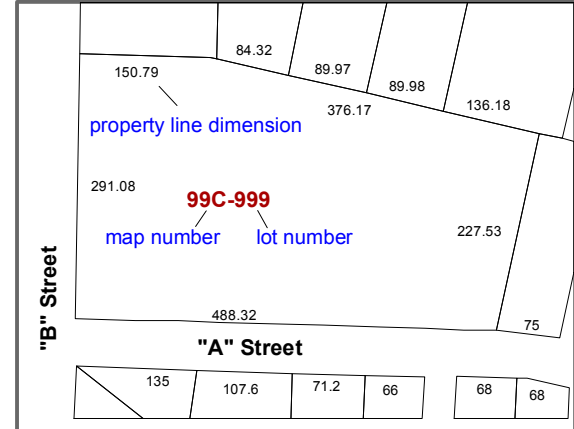 84.32
150.79
89.97
89.98
136.18
376.17
property line dimension
291.08
99C-999
map number
lot number
227.53
"B" Street
488.32
75
"A" Street
135
107.6
71.2
66
68
68